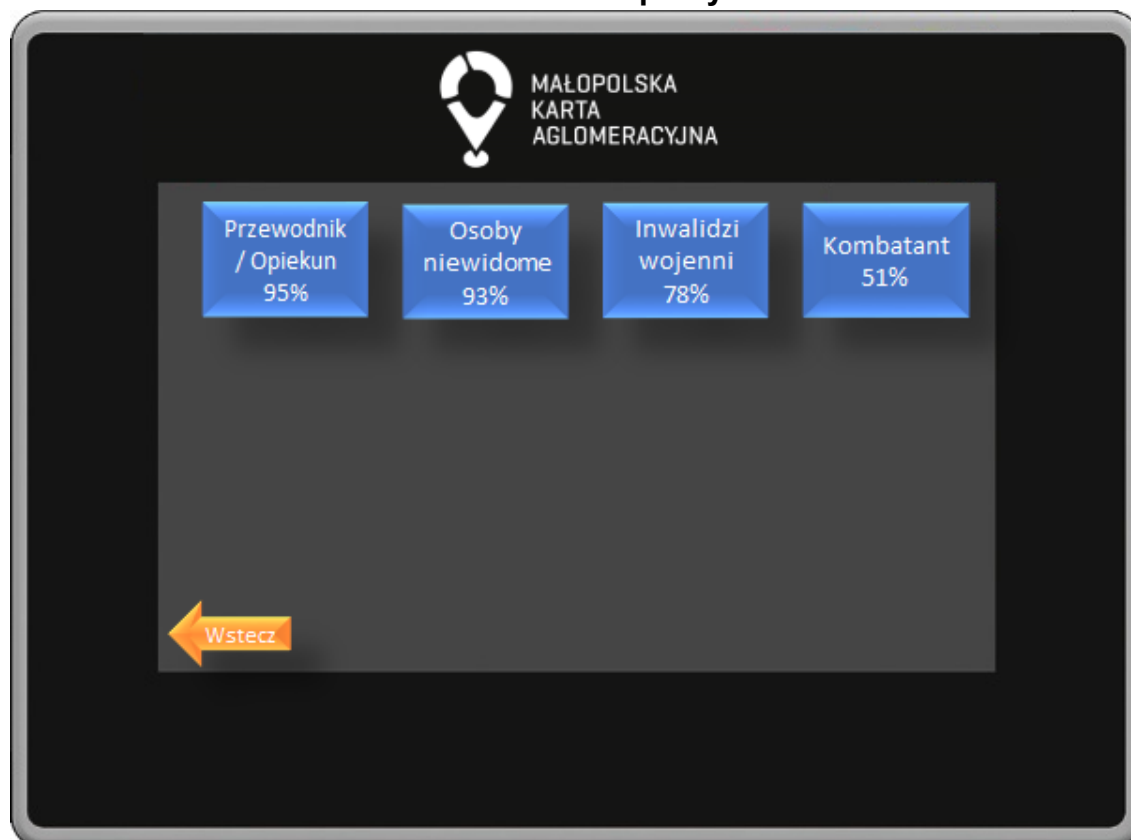 MAŁOPOLSKA
KARTA
AGLOMERACYJNA
Przewodnik
/ Opiekun
95%
Osoby
niewidome
93%
Inwalidzi
wojenni
78%
Kombatant
51%
Wstecz